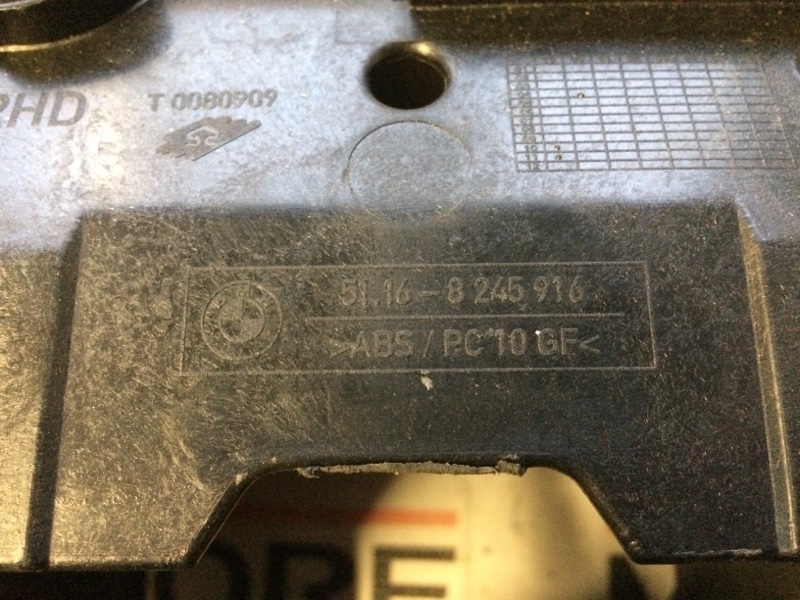 RHD
T 0080909
51.16 - 8 245 916
>ABS / PC 10 GF<